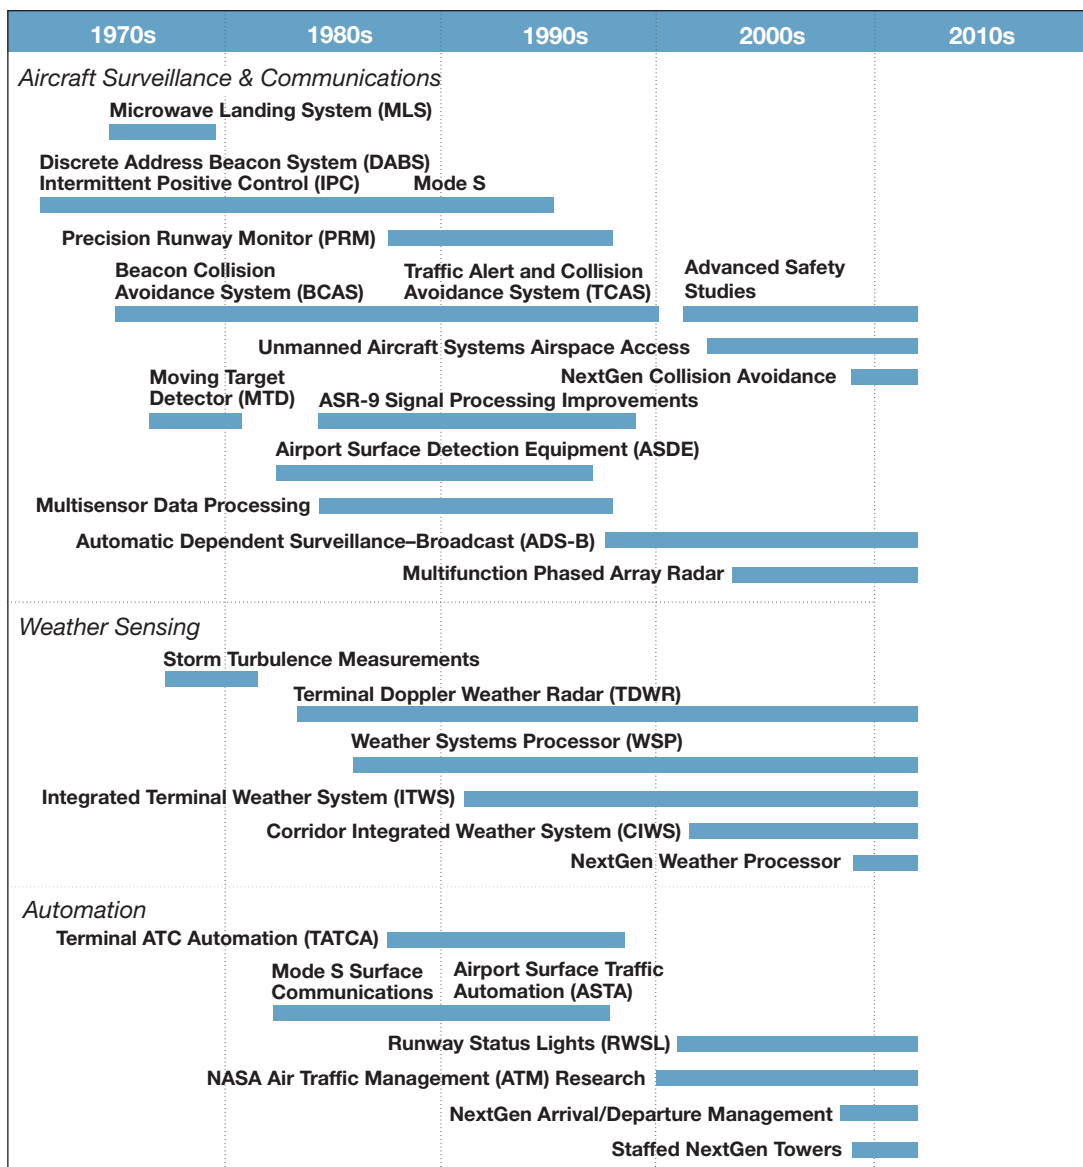 1970s 1980s 1990s 2000s 2010s
Aircraft Surveillance & Communications
Microwave Landing System (MLS)
Discrete Address Beacon System (DABS)
Intermittent Positive Control (IPC) Mode S
Precision Runway Monitor (PRM)
Beacon Collision
Avoidance System (BCAS)
Traffic Alert and Collision
Avoidance System (TCAS)
Advanced Safety
Studies
Unmanned Aircraft Systems Airspace Access
NextGen Collision Avoidance
Moving Target
Detector (MTD)
ASR-9 Signal Processing Improvements
Airport Surface Detection Equipment (ASDE)
Multisensor Data Processing
Automatic Dependent Surveillance–Broadcast (ADS-B)
Multifunction Phased Array Radar
Weather Sensing
Storm Turbulence Measurements
Terminal Doppler Weather Radar (TDWR)
Weather Systems Processor (WSP)
Integrated Terminal Weather System (ITWS)
Corridor Integrated Weather System (CIWS)
NextGen Weather Processor
Automation
Terminal ATC Automation (TATCA)
Mode S Surface
Communications
Airport Surface Traffic
Automation (ASTA)
Runway Status Lights (RWSL)
NASA Air Traffic Management (ATM) Research
NextGen Arrival/Departure Management
Staffed NextGen Towers